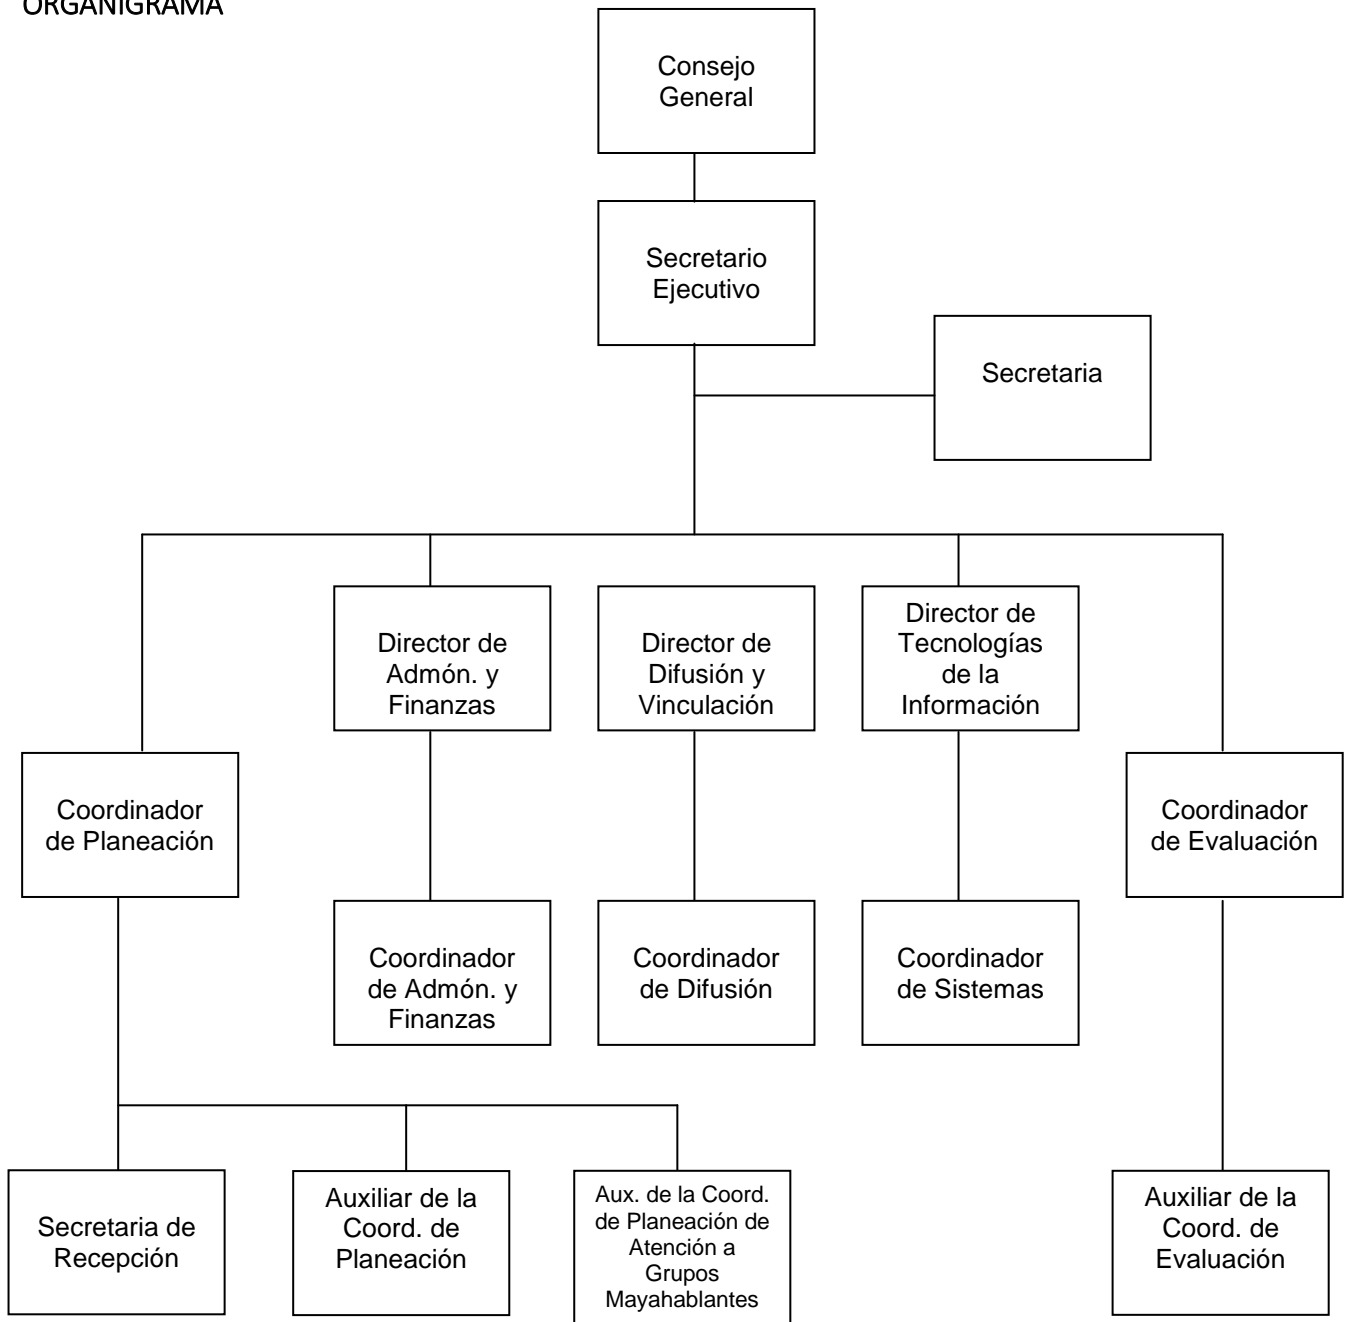 ORGANIGRAMA
Consejo
General
Secretario
Ejecutivo
Secretaria
Director de
Admón. y
Finanzas
Director de
Difusión y
Vinculación
Director de
Tecnologías
de la
Información
Coordinador
de Planeación
Coordinador
de Evaluación
Coordinador
de Admón. y
Finanzas
Coordinador
de Difusión
Coordinador
de Sistemas
Secretaria de
Recepción
Auxiliar de la
Coord. de
Planeación
Aux. de la Coord.
de Planeación de
Atención a
Grupos
Mayahablantes
Auxiliar de la
Coord. de
Evaluación